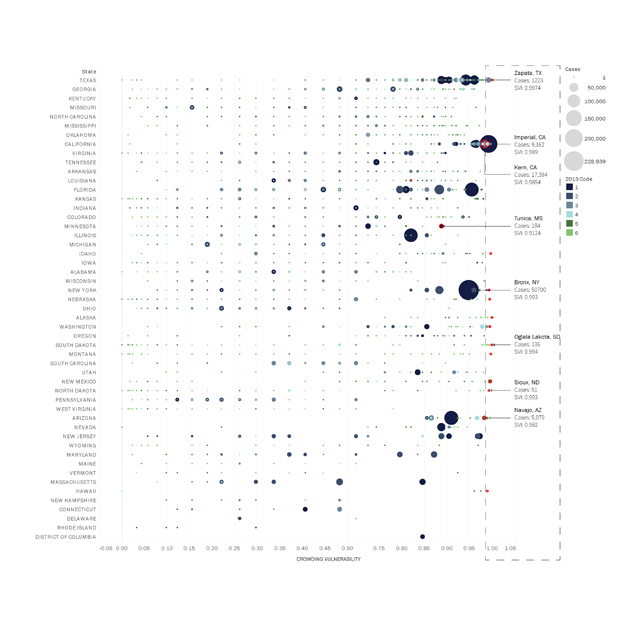 State
TEXAS
GEORGIA
KENTUCKY
MISSOURI
NORTH CAROLINA
MISSISSIPPI
OKLAHOMA
CALIFORNIA
VIRGINIA
TENNESSEE
ARKANSAS
LOUISIANA
FLORIDA
KANSAS
INDIANA
COLORADO
MINNESOTA
ILLINOIS
MICHIGAN
IDAHO
IOWA
ALABAMA
WISCONSIN
NEW YORK
NEBRASKA
OHIO
ALASKA
WASHINGTON
OREGON
SOUTH DAKOTA
MONTANA
SOUTH CAROLINA
UTAH
NEW MEXICO
NORTH DAKOTA
PENNSYLVANIA
WEST VIRGINIA
ARIZONA
NEVADA
NEW JERSEY
WYOMING
MARYLAND
MAINE
VERMONT
MASSACHUSETTS
HAWAII
NEW HAMPSHIRE
CONNECTICUT
DELAWARE
RHODE ISLAND
DISTRICT OF COLUMBIA
-0.05 0.00 0.05 0.10 0.15 0.20 0.25 0.30 0.35 0.40 0.45 0.50 0.75 0.80 0.85 0.90 0.95 1.00 1.05
CROWDING VULNERABILITY
Zapata, TX
Cases: 1223
SVI: 0.9974
Imperial, CA
Cases: 9,162
SVI: 0.989
Kern, CA
Cases: 17,394
SVI: 0.9854
Tunica, MS
Cases: 184
SVI: 0.9124
Bronx, NY
Cases: 50700
SVI: 0.993
Oglala Lakota, SD
Cases: 136
SVI: 0.994
Sioux, ND
Cases: 51
SVI: 0.993
Navajo, AZ
Cases: 5,979
SVI: 0.982
Cases
1
50,000
100,000
150,000
200,000
228,939
2013 Code
1
2
3
4
5
6